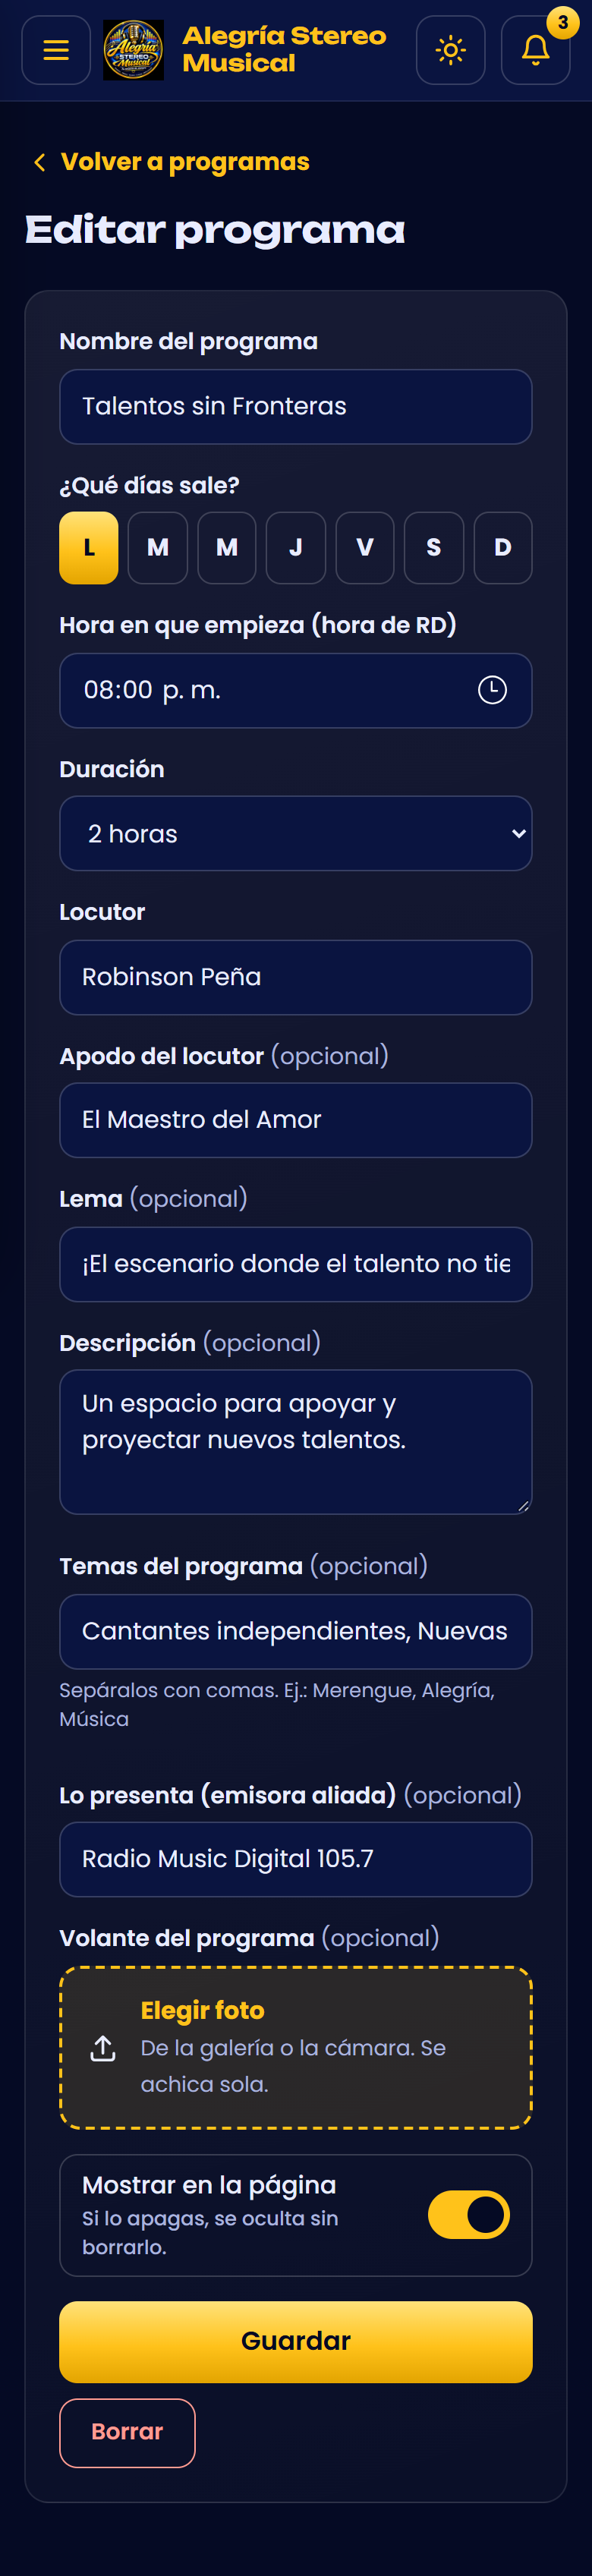 Alegría Stereo
Musical
3
Volver a programas
Editar programa
Nombre del programa
Talentos sin Fronteras
¿Qué días sale?
L M M J V S D
Hora en que empieza (hora de RD)
08:00 p. m.
Duración
2 horas
Locutor
Robinson Peña
Apodo del locutor (opcional)
El Maestro del Amor
Lema (opcional)
¡El escenario donde el talento no tie
Descripción (opcional)
Un espacio para apoyar y
proyectar nuevos talentos.
Temas del programa (opcional)
Cantantes independientes, Nuevas
Sepáralos con comas. Ej.: Merengue, Alegría,
Música
Lo presenta (emisora aliada) (opcional)
Radio Music Digital 105.7
Volante del programa (opcional)
Elegir foto
De la galería o la cámara. Se
achica sola.
Mostrar en la página
Si lo apagas, se oculta sin
borrarlo.
Guardar
Borrar